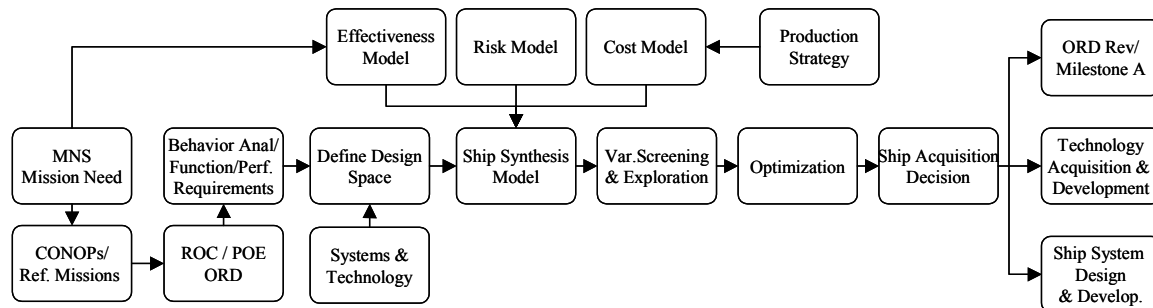 Effectiveness
Model
Risk Model
Cost Model
Production
Strategy
ORD Rev/
Milestone A
MNS
Mission Need
Behavior Anal/
Function/Perf.
Requirements
Define Design
Space
Ship Synthesis
Model
Var.Screening
& Exploration
Optimization
Ship Acquisition
Decision
Technology
Acquisition &
Development
CONOPs/
Ref. Missions
ROC / POE
ORD
Systems &
Technology
Ship System
Design
& Develop.